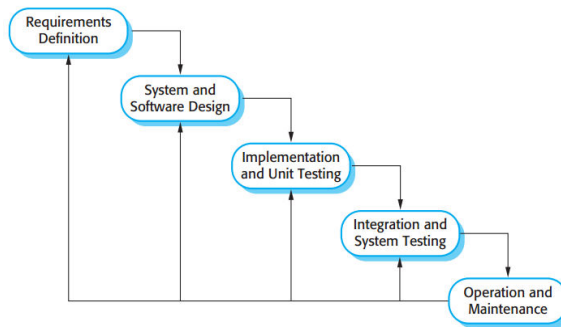 Requirements
Definition
System and
Software Design
Implementation
and Unit Testing
Integration and
System Testing
Operation and
Maintenance